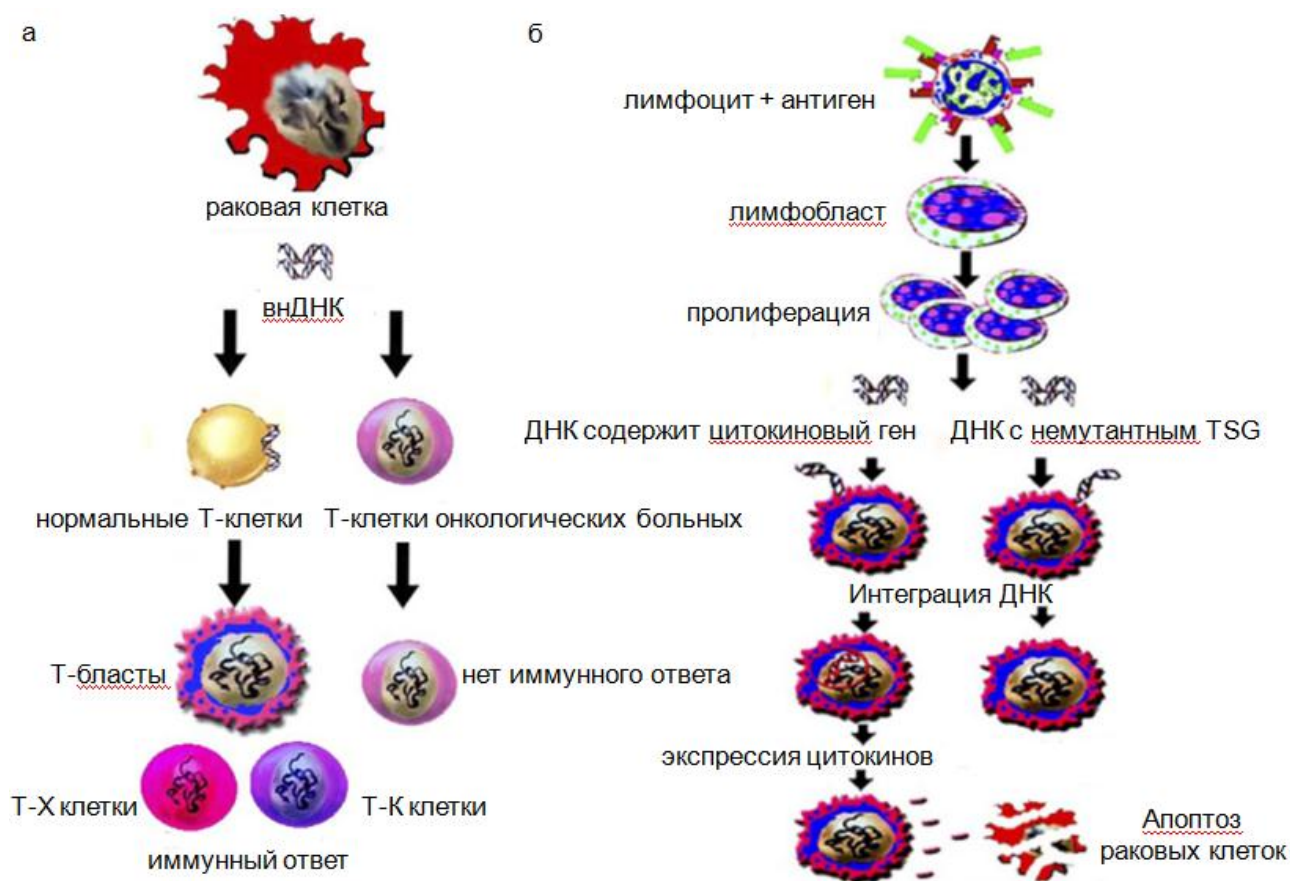 а
раковая клетка
внДНК
нормальные Т-клетки
Т-клетки онкологических больных
Т-бласты
нет иммунного ответа
Т-Х клетки
Т-К клетки
иммунный ответ
б
лимфоцит + антиген
лимфобласт
пролиферация
ДНК содержит цитокиновый ген
ДНК с немутантным TSG
Интеграция ДНК
экспрессия цитокинов
Апоптоз
раковых клеток